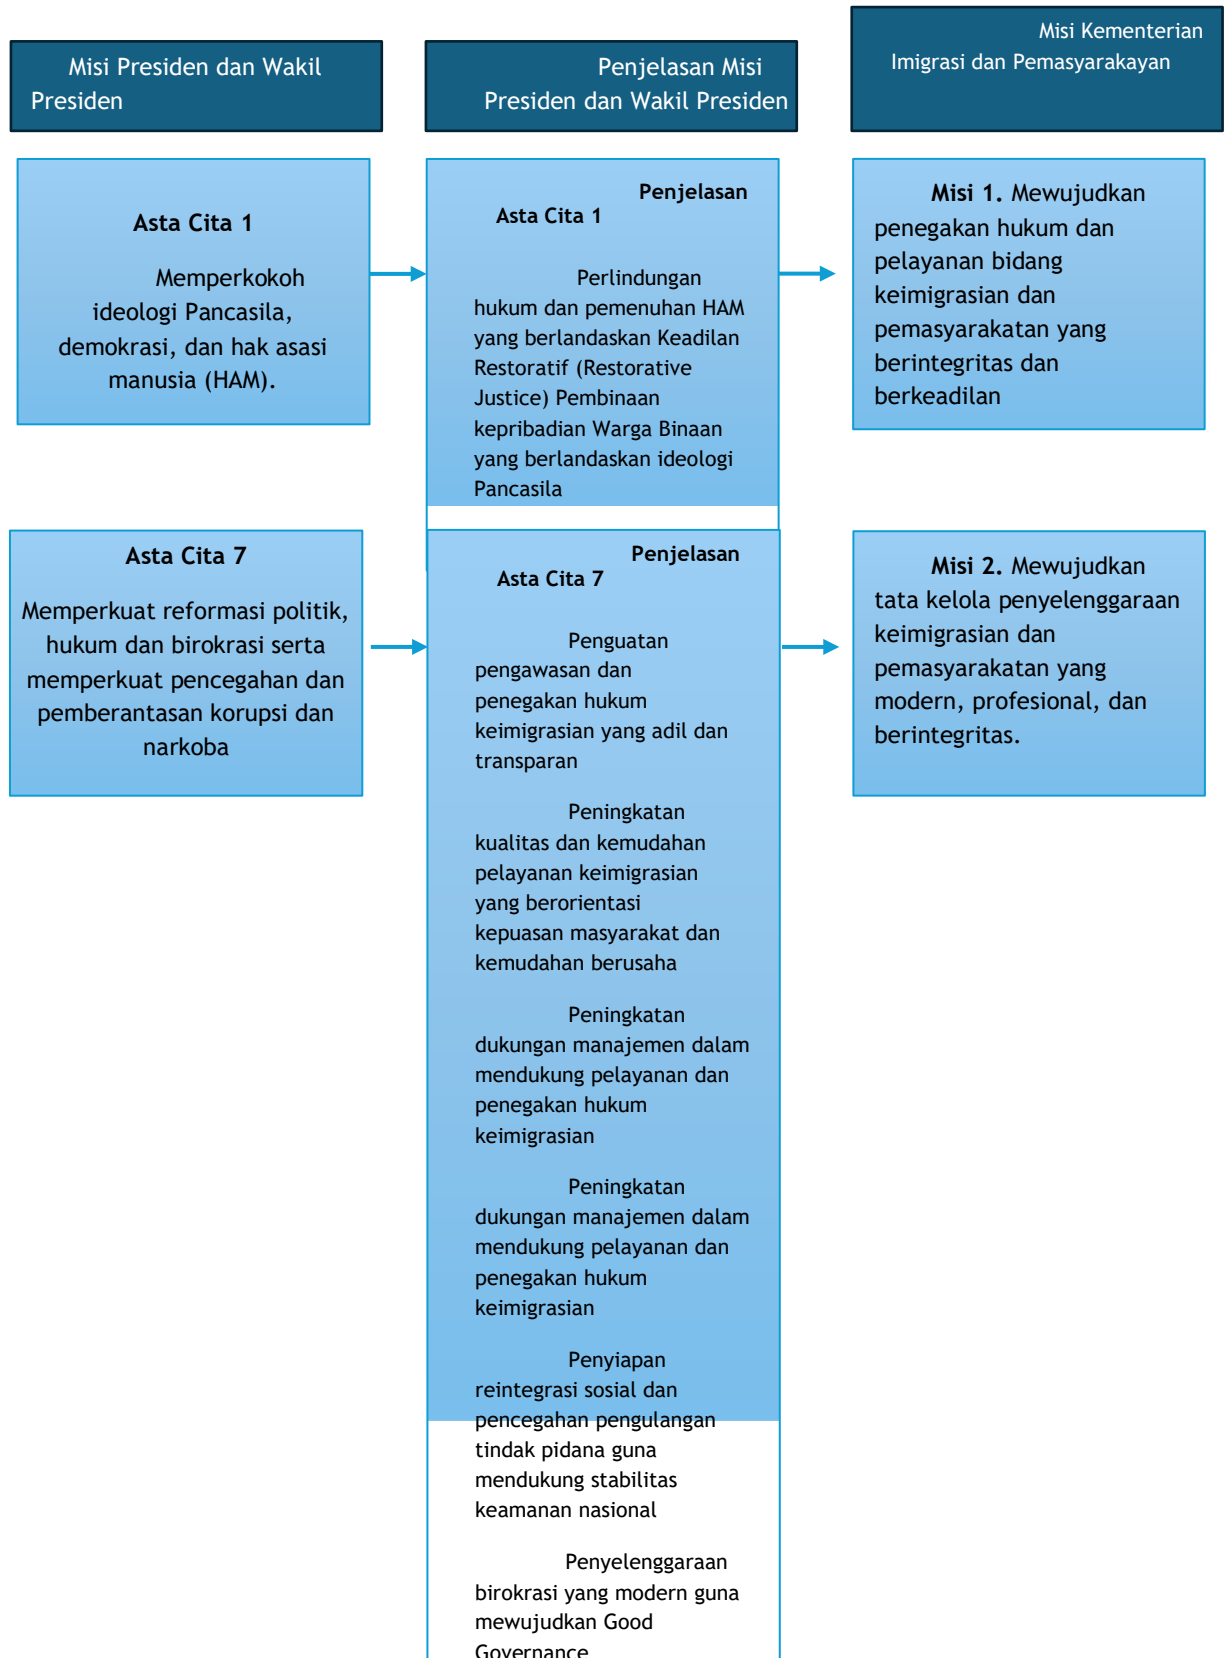 Misi Presiden dan Wakil
Presiden
Penjelasan Misi
Presiden dan Wakil Presiden
Misi Kementerian
Imigrasi dan Pemasyarakayan
Asta Cita 1
Memperkokoh
ideologi Pancasila,
demokrasi, dan hak asasi
manusia (HAM).
Penjelasan
Asta Cita 1
Perlindungan
hukum dan pemenuhan HAM
yang berlandaskan Keadilan
Restoratif (Restorative
Justice) Pembinaan
kepribadian Warga Binaan
yang berlandaskan ideologi
Pancasila
Misi 1. Mewujudkan
penegakan hukum dan
pelayanan bidang
keimigrasian dan
pemasyarakatan yang
berintegritas dan
berkeadilan
Asta Cita 7
Memperkuat reformasi politik,
hukum dan birokrasi serta
memperkuat pencegahan dan
pemberantasan korupsi dan
narkoba
Penjelasan
Asta Cita 7
Penguatan
pengawasan dan
penegakan hukum
keimigrasian yang adil dan
transparan
Peningkatan
kualitas dan kemudahan
pelayanan keimigrasian
yang berorientasi
kepuasan masyarakat dan
kemudahan berusaha
Peningkatan
dukungan manajemen dalam
mendukung pelayanan dan
penegakan hukum
keimigrasian
Peningkatan
dukungan manajemen dalam
mendukung pelayanan dan
penegakan hukum
keimigrasian
Penyiapan
reintegrasi sosial dan
pencegahan pengulangan
tindak pidana guna
mendukung stabilitas
keamanan nasional
Penyelenggaraan
birokrasi yang modern guna
mewujudkan Good
Governance
Misi 2. Mewujudkan
tata kelola penyelenggaraan
keimigrasian dan
pemasyarakatan yang
modern, profesional, dan
berintegritas.